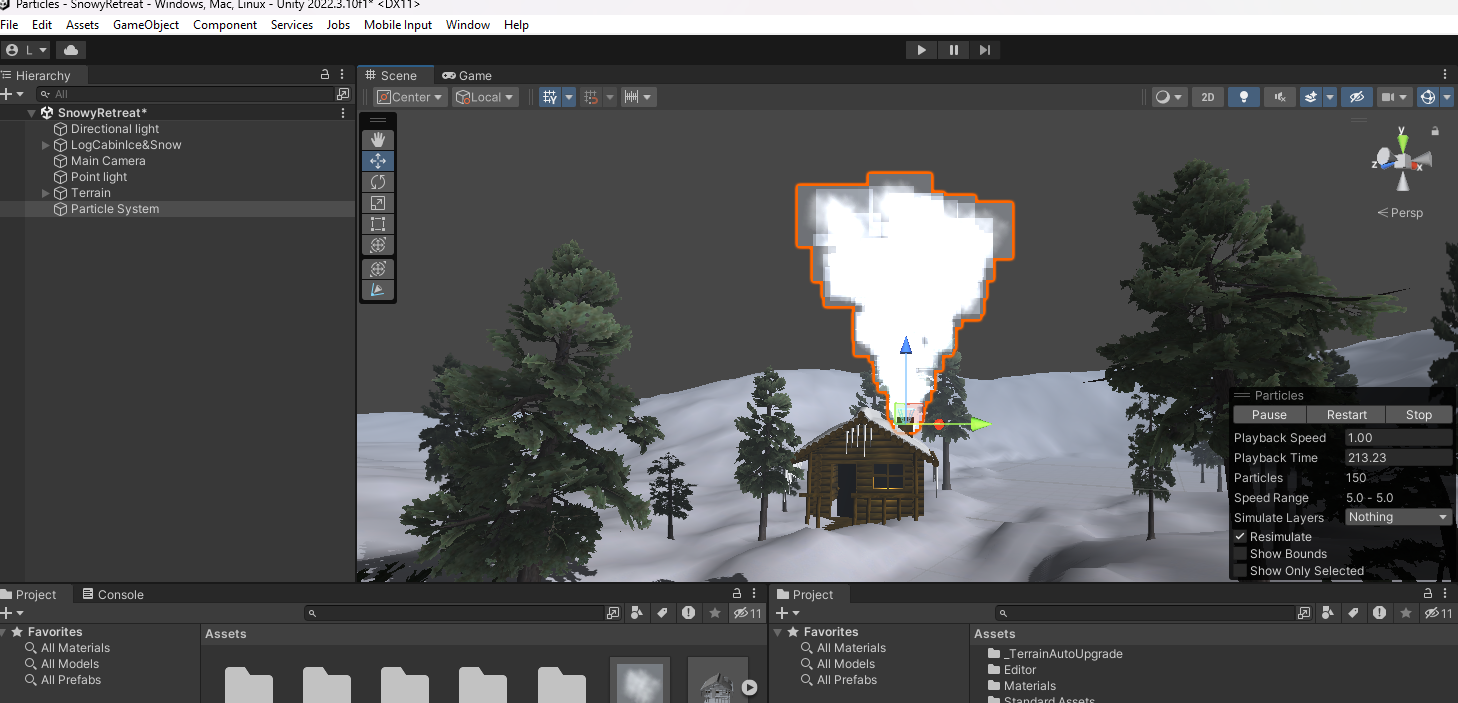 Particles - SnowyRetreat - Windows, Mac, Linux - Unity 2022.3.10f1* <DX11>
File Edit Assets GameObject Component Services Jobs Mobile Input Window Help
L
Hierarchy
All
SnowyRetreat*
Directional light
LogCabinIce&Snow
Main Camera
Point light
Terrain
Particle System
Scene Game
Center Local 2D
y
z x
Persp
Particles
Pause Restart Stop
Playback Speed 1.00
Playback Time 213.23
Particles 150
Speed Range 5.0 - 5.0
Simulate Layers Nothing
Resimulate
Show Bounds
Show Only Selected
Project Console
11
Favorites
All Materials
All Models
All Prefabs
Assets
Project
11
Favorites
All Materials
All Models
All Prefabs
Assets
_TerrainAutoUpgrade
Editor
Materials
Standard Assets